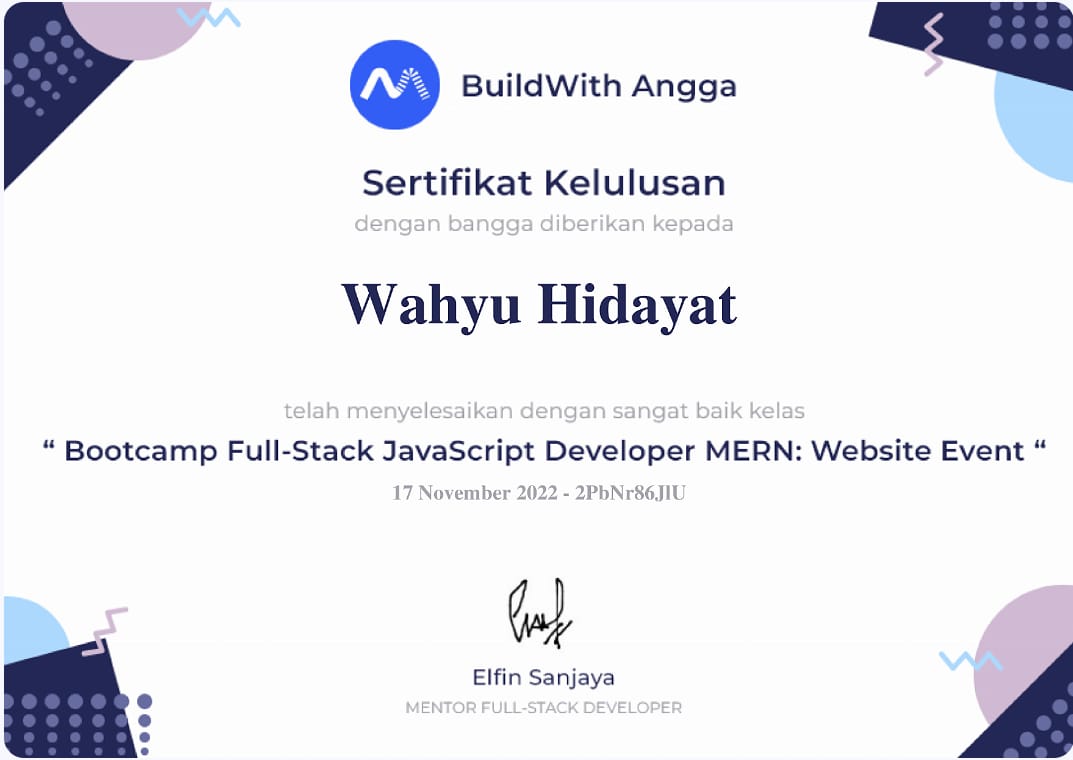 BuildWith Angga
Sertifikat Kelulusan
dengan bangga diberikan kepada
Wahyu Hidayat
telah menyelesaikan dengan sangat baik kelas
“ Bootcamp Full-Stack JavaScript Developer MERN: Website Event “
17 November 2022 - 2PbNr86JlU
Elfin Sanjaya
MENTOR FULL-STACK DEVELOPER